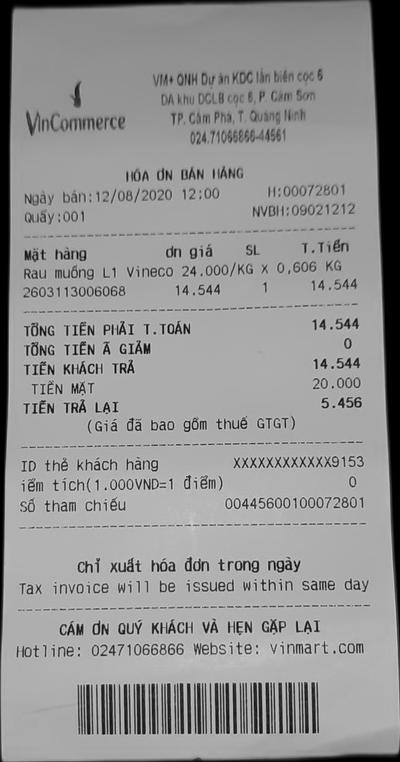 VinCommerce
VM+ QNH Dự án KDC lấn biển cọc 6
DA khu DCLB cọc 6, P. Cẩm Sơn
TP. Cẩm Phả, T. Quảng Ninh
024.71066866-44561
HÓA ƠN BÁN HÀNG
Ngày bán:12/08/2020 12:00 H:00072801
Quầy:001 NVBH:09021212
Mặt hàng ơn giá SL T.Tiền
Rau muống L1 Vineco 24.000/KG X 0,606 KG
2603113006068 14.544 1 14.544
TỔNG TIỀN PHẢI T.TOÁN 14.544
TỔNG TIỀN Ã GIẢM 0
TIỀN KHÁCH TRẢ 14.544
TIỀN MẶT 20.000
TIỀN TRẢ LẠI 5.456
(Giá đã bao gồm thuế GTGT)
ID thẻ khách hàng XXXXXXXXXXXX9153
iểm tích(1.000VND=1 điểm) 0
Số tham chiếu 00445600100072801
Chỉ xuất hóa đơn trong ngày
Tax invoice will be issued within same day
CẢM ƠN QUÝ KHÁCH VÀ HẸN GẶP LẠI
Hotline: 02471066866 Website: vinmart.com